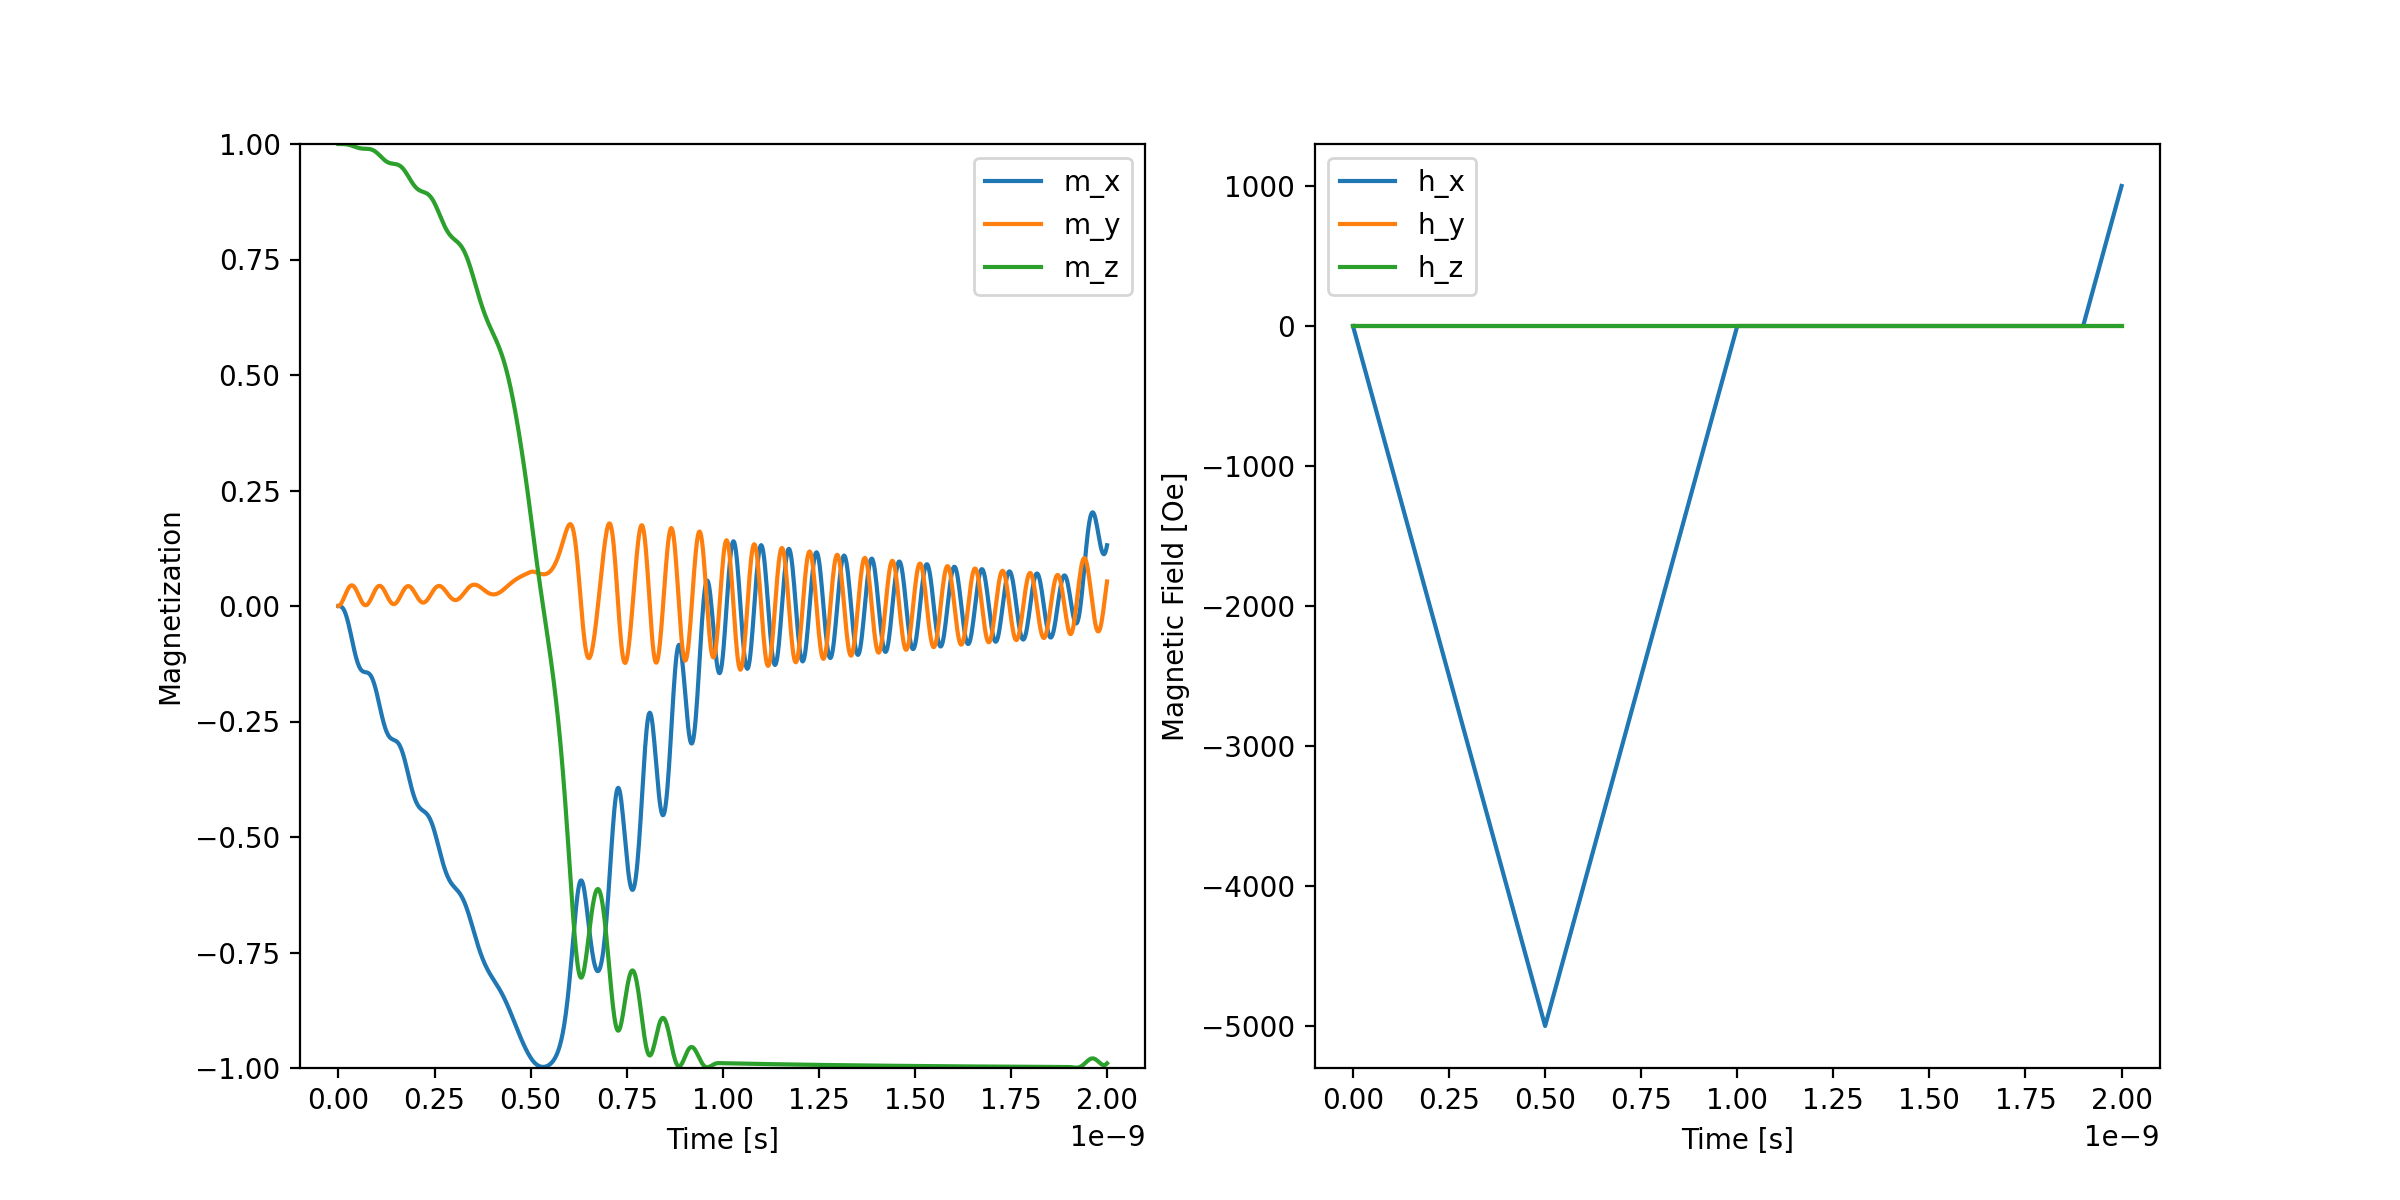 1.00
0.75
0.50
0.25
0.00
−0.25
−0.50
−0.75
−1.00
Magnetization
m_x
m_y
m_z
0.00 0.25 0.50 0.75 1.00 1.25 1.50 1.75 2.00
Time [s]
1e−9
1000
0
−1000
−2000
−3000
−4000
−5000
Magnetic Field [Oe]
h_x
h_y
h_z
0.00 0.25 0.50 0.75 1.00 1.25 1.50 1.75 2.00
Time [s]
1e−9